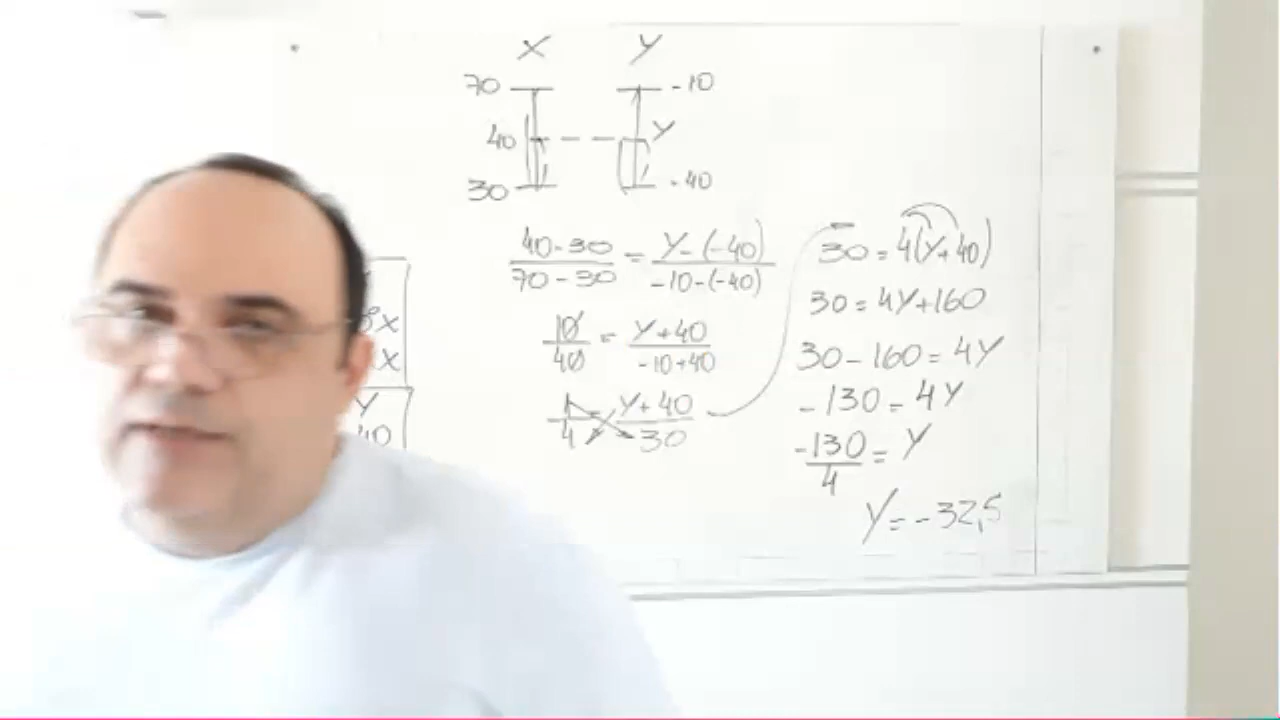 X Y
70 -10
40 Y
30 -40
40-30/70-30 = Y-(-40)/-10-(-40)
10/40 = Y+40/-10+40
1/4 = Y+40/30
30=4(Y+40)
30=4Y+160
30-160=4Y
-130=4Y
-130/4=Y
Y=-32,5
X
X
Y
40